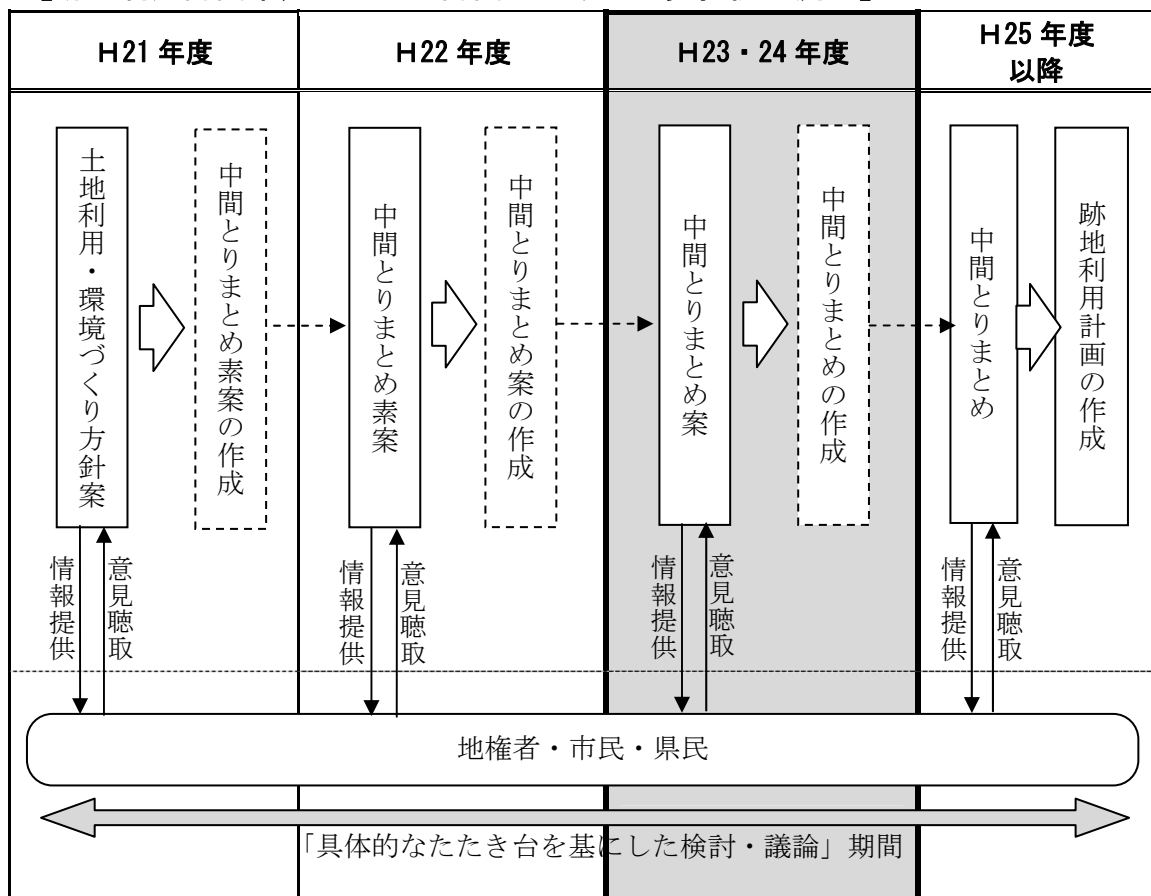 H21 年度
H22 年度
H23・24 年度
H25 年度
以降
土地利用・環境づくり方針案
中間とりまとめ素案の作成
中間とりまとめ素案
中間とりまとめ案の作成
中間とりまとめ案
中間とりまとめの作成
中間とりまとめ
跡地利用計画の作成
情報提供
意見聴取
情報提供
意見聴取
情報提供
意見聴取
情報提供
意見聴取
地権者・市民・県民
「具体的なたたき台を基にした検討・議論」期間